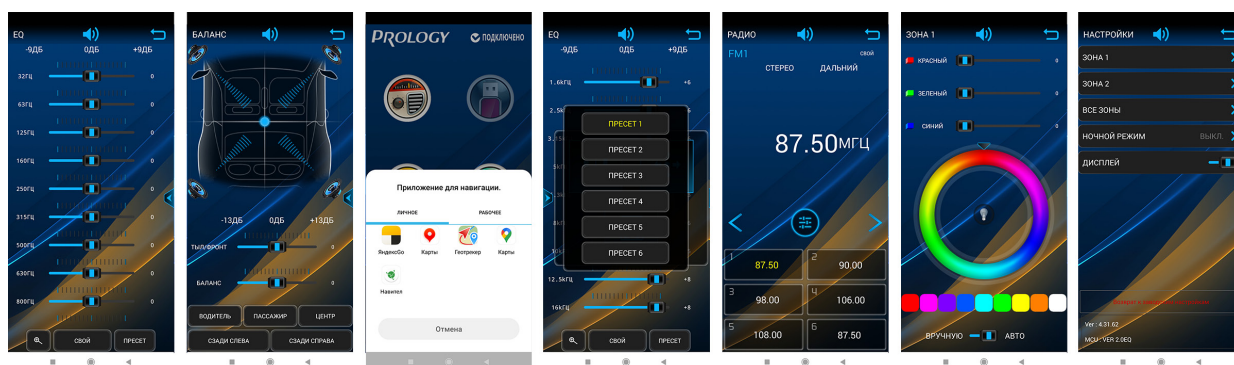 EQ
-9ДБ 0ДБ +9ДБ
32ГЦ 0
63ГЦ 0
125ГЦ 0
160ГЦ 0
250ГЦ 0
315ГЦ 0
500ГЦ 0
630ГЦ 0
800ГЦ 0
СВОЙ ПРЕСЕТ
БАЛАНС
-13ДБ 0ДБ +13ДБ
ТЫЛ/ФРОНТ 0
БАЛАНС 0
ВОДИТЕЛЬ ПАССАЖИР ЦЕНТР
СЗАДИ СЛЕВА СЗАДИ СПРАВА
PROLOGY ПОДКЛЮЧЕНО
Приложение для навигации.
ЛИЧНОЕ РАБОЧЕЕ
ЯндексGo Карты Геотрекер Карты
Навител
Отмена
EQ
-9ДБ 0ДБ +9ДБ
1.6kГЦ +6
2.5k
ПРЕСЕТ 1
ПРЕСЕТ 2
ПРЕСЕТ 3
ПРЕСЕТ 4
ПРЕСЕТ 5
ПРЕСЕТ 6
12.5kГЦ +8
16kГЦ +8
СВОЙ ПРЕСЕТ
РАДИО
FM1 СВОЙ
СТЕРЕО ДАЛЬНИЙ
87.50МГЦ
1 87.50 2 90.00
3 98.00 4 106.00
5 108.00 6 87.50
ЗОНА 1
КРАСНЫЙ 0
ЗЕЛЕНЫЙ 0
СИНИЙ 0
ВРУЧНУЮ АВТО
НАСТРОЙКИ
ЗОНА 1
ЗОНА 2
ВСЕ ЗОНЫ
НОЧНОЙ РЕЖИМ ВЫКЛ.
ДИСПЛЕЙ
Ver : 4.31.62
MCU : VER 2.0EQ